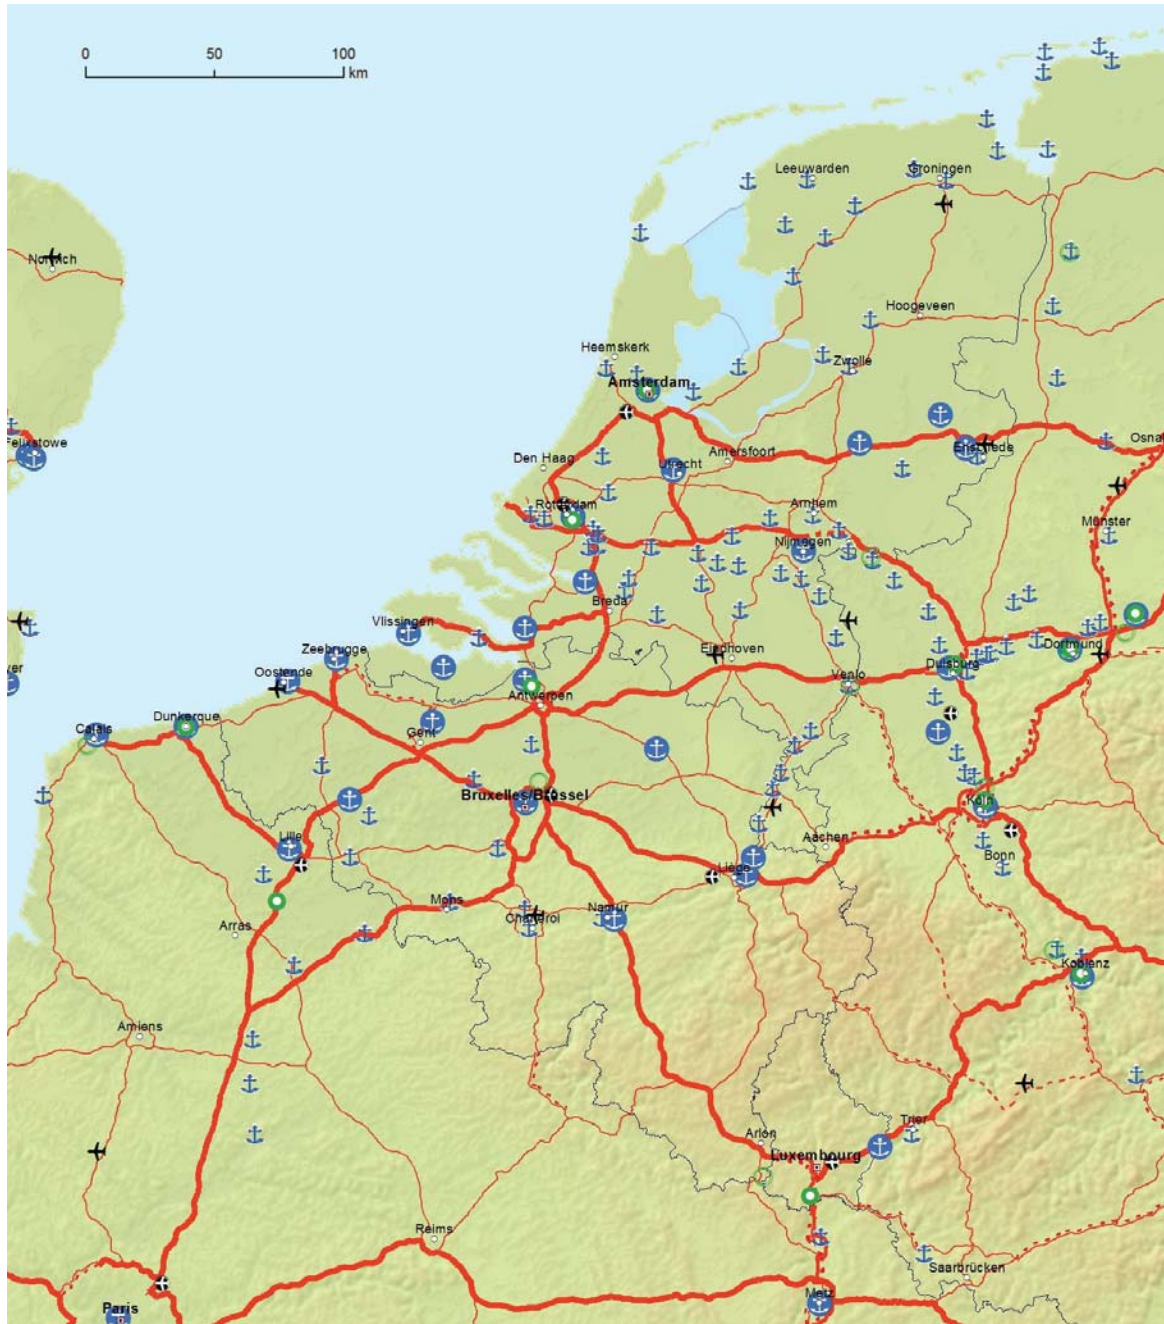 0 50 100
km
Leeuwarden
Groningen
Norwich
Hoogeveen
Heemskerk
Zwolle
Amsterdam
Felixstowe
Enschede
Osna
Amersfoort
Den Haag
Utrecht
Rotterdam
Arnhem
Münster
Nijmegen
Breda
Vlissingen
Zeebrugge
Eindhoven
Dortmund
Duisburg
Oostende
Venlo
ver
Antwerpen
Dunkerque
Calais
Gent
Bruxelles/Brussel
Köln
Lille
Aachen
Bonn
Liège
Mons
Namur
Charleroi
Arras
Koblenz
Amiens
Trier
Arlon
Luxembourg
Reims
Saarbrücken
Metz
Paris